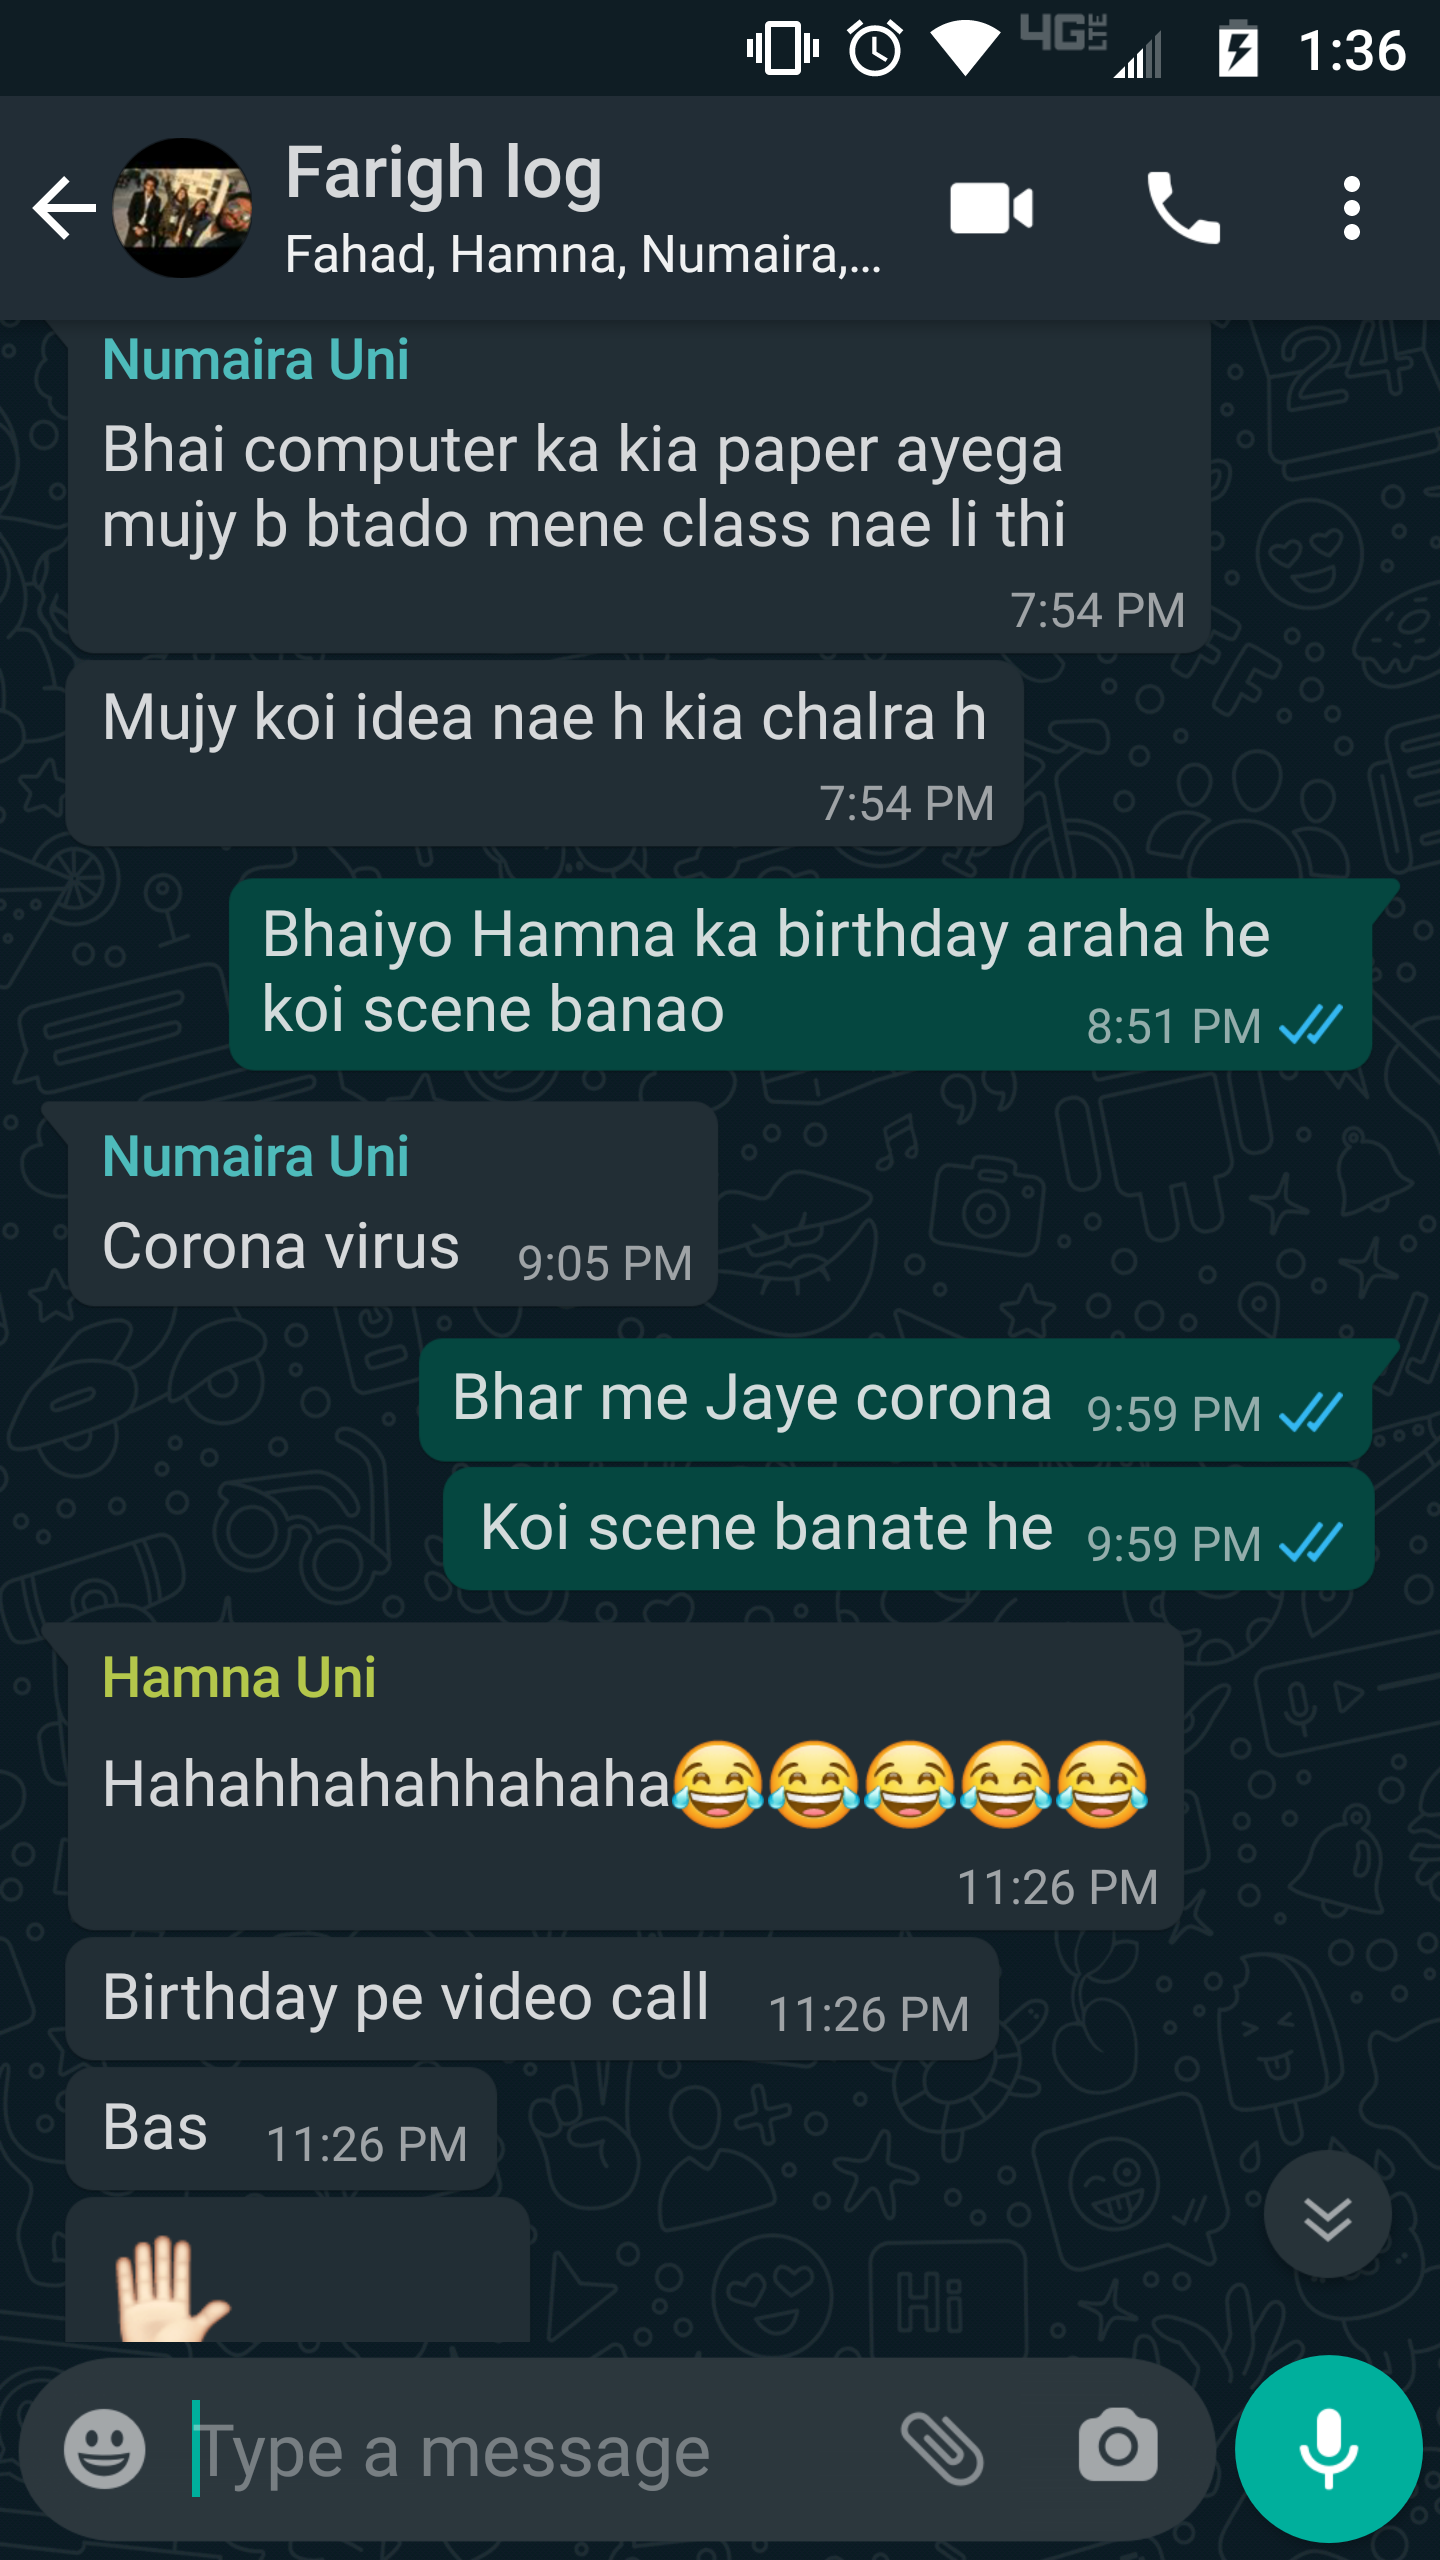 4G LTE 1:36
Farigh log
Fahad, Hamna, Numaira,...
Numaira Uni
Bhai computer ka kia paper ayega
mujy b btado mene class nae li thi
7:54 PM
Mujy koi idea nae h kia chalra h
7:54 PM
Bhaiyo Hamna ka birthday araha he
koi scene banao 8:51 PM
Numaira Uni
Corona virus 9:05 PM
Bhar me Jaye corona 9:59 PM
Koi scene banate he 9:59 PM
Hamna Uni
Hahahhahahhahaha😂😂😂😂😂
11:26 PM
Birthday pe video call 11:26 PM
Bas 11:26 PM
🖐🏻
Type a message